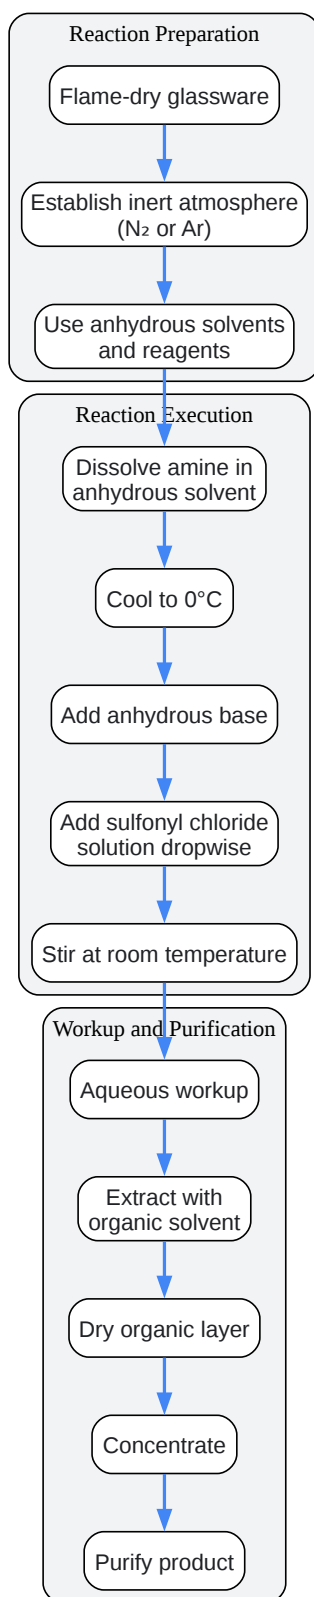 Reaction Preparation
Flame-dry glassware
Establish inert atmosphere
(N₂ or Ar)
Use anhydrous solvents
and reagents
Reaction Execution
Dissolve amine in
anhydrous solvent
Cool to 0°C
Add anhydrous base
Add sulfonyl chloride
solution dropwise
Stir at room temperature
Workup and Purification
Aqueous workup
Extract with
organic solvent
Dry organic layer
Concentrate
Purify product